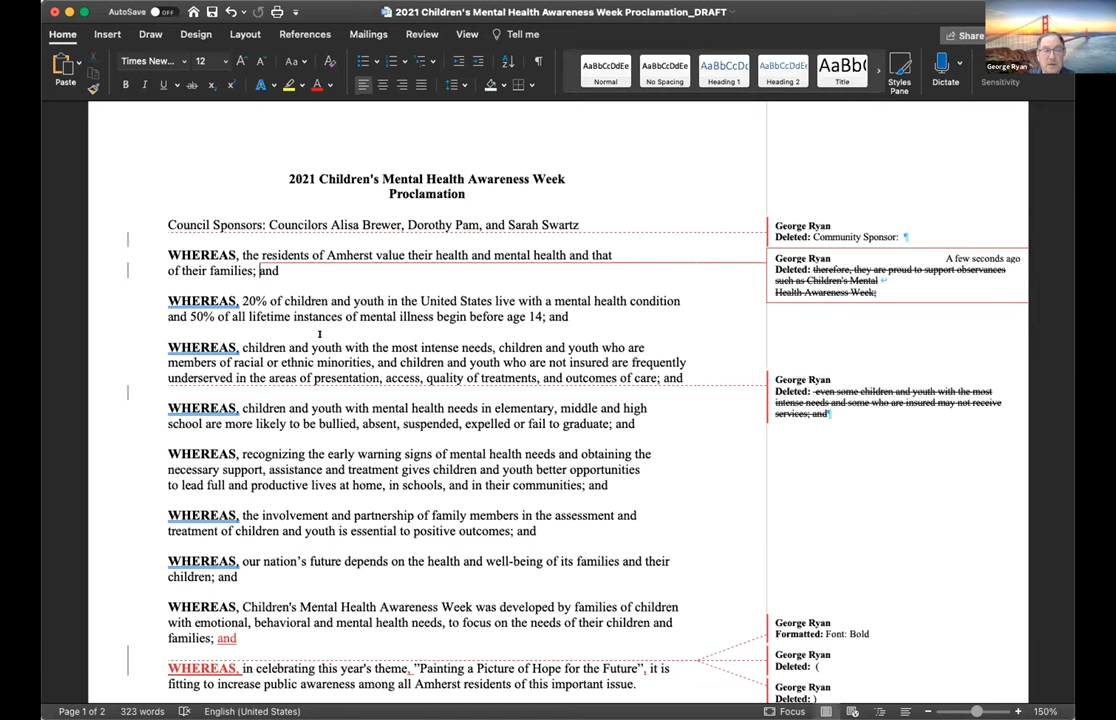 AutoSave OFF
2021 Children's Mental Health Awareness Week Proclamation_DRAFT
Home Insert Draw Design Layout References Mailings Review View Tell me
Share
George Ryan
Paste
Times New... 12
Normal No Spacing Heading 1 Heading 2 Title
Styles Pane
Dictate
Sensitivity
2021 Children's Mental Health Awareness Week
Proclamation
Council Sponsors: Councilors Alisa Brewer, Dorothy Pam, and Sarah Swartz
WHEREAS, the residents of Amherst value their health and mental health and that
of their families; and
WHEREAS, 20% of children and youth in the United States live with a mental health condition
and 50% of all lifetime instances of mental illness begin before age 14; and
WHEREAS, children and youth with the most intense needs, children and youth who are
members of racial or ethnic minorities, and children and youth who are not insured are frequently
underserved in the areas of presentation, access, quality of treatments, and outcomes of care; and
WHEREAS, children and youth with mental health needs in elementary, middle and high
school are more likely to be bullied, absent, suspended, expelled or fail to graduate; and
WHEREAS, recognizing the early warning signs of mental health needs and obtaining the
necessary support, assistance and treatment gives children and youth better opportunities
to lead full and productive lives at home, in schools, and in their communities; and
WHEREAS, the involvement and partnership of family members in the assessment and
treatment of children and youth is essential to positive outcomes; and
WHEREAS, our nation’s future depends on the health and well-being of its families and their
children; and
WHEREAS, Children's Mental Health Awareness Week was developed by families of children
with emotional, behavioral and mental health needs, to focus on the needs of their children and
families; and
WHEREAS, in celebrating this year's theme, "Painting a Picture of Hope for the Future", it is
fitting to increase public awareness among all Amherst residents of this important issue.
George Ryan
Deleted: Community Sponsor: ¶
George Ryan A few seconds ago
Deleted: therefore, they are proud to support observances
such as Children's Mental ↵
Health Awareness Week;
George Ryan
Deleted: even some children and youth with the most
intense needs and some who are insured may not receive
services; and¶
George Ryan
Formatted: Font: Bold
George Ryan
Deleted: (
George Ryan
Deleted: )
Page 1 of 2 323 words English (United States) Focus 150%